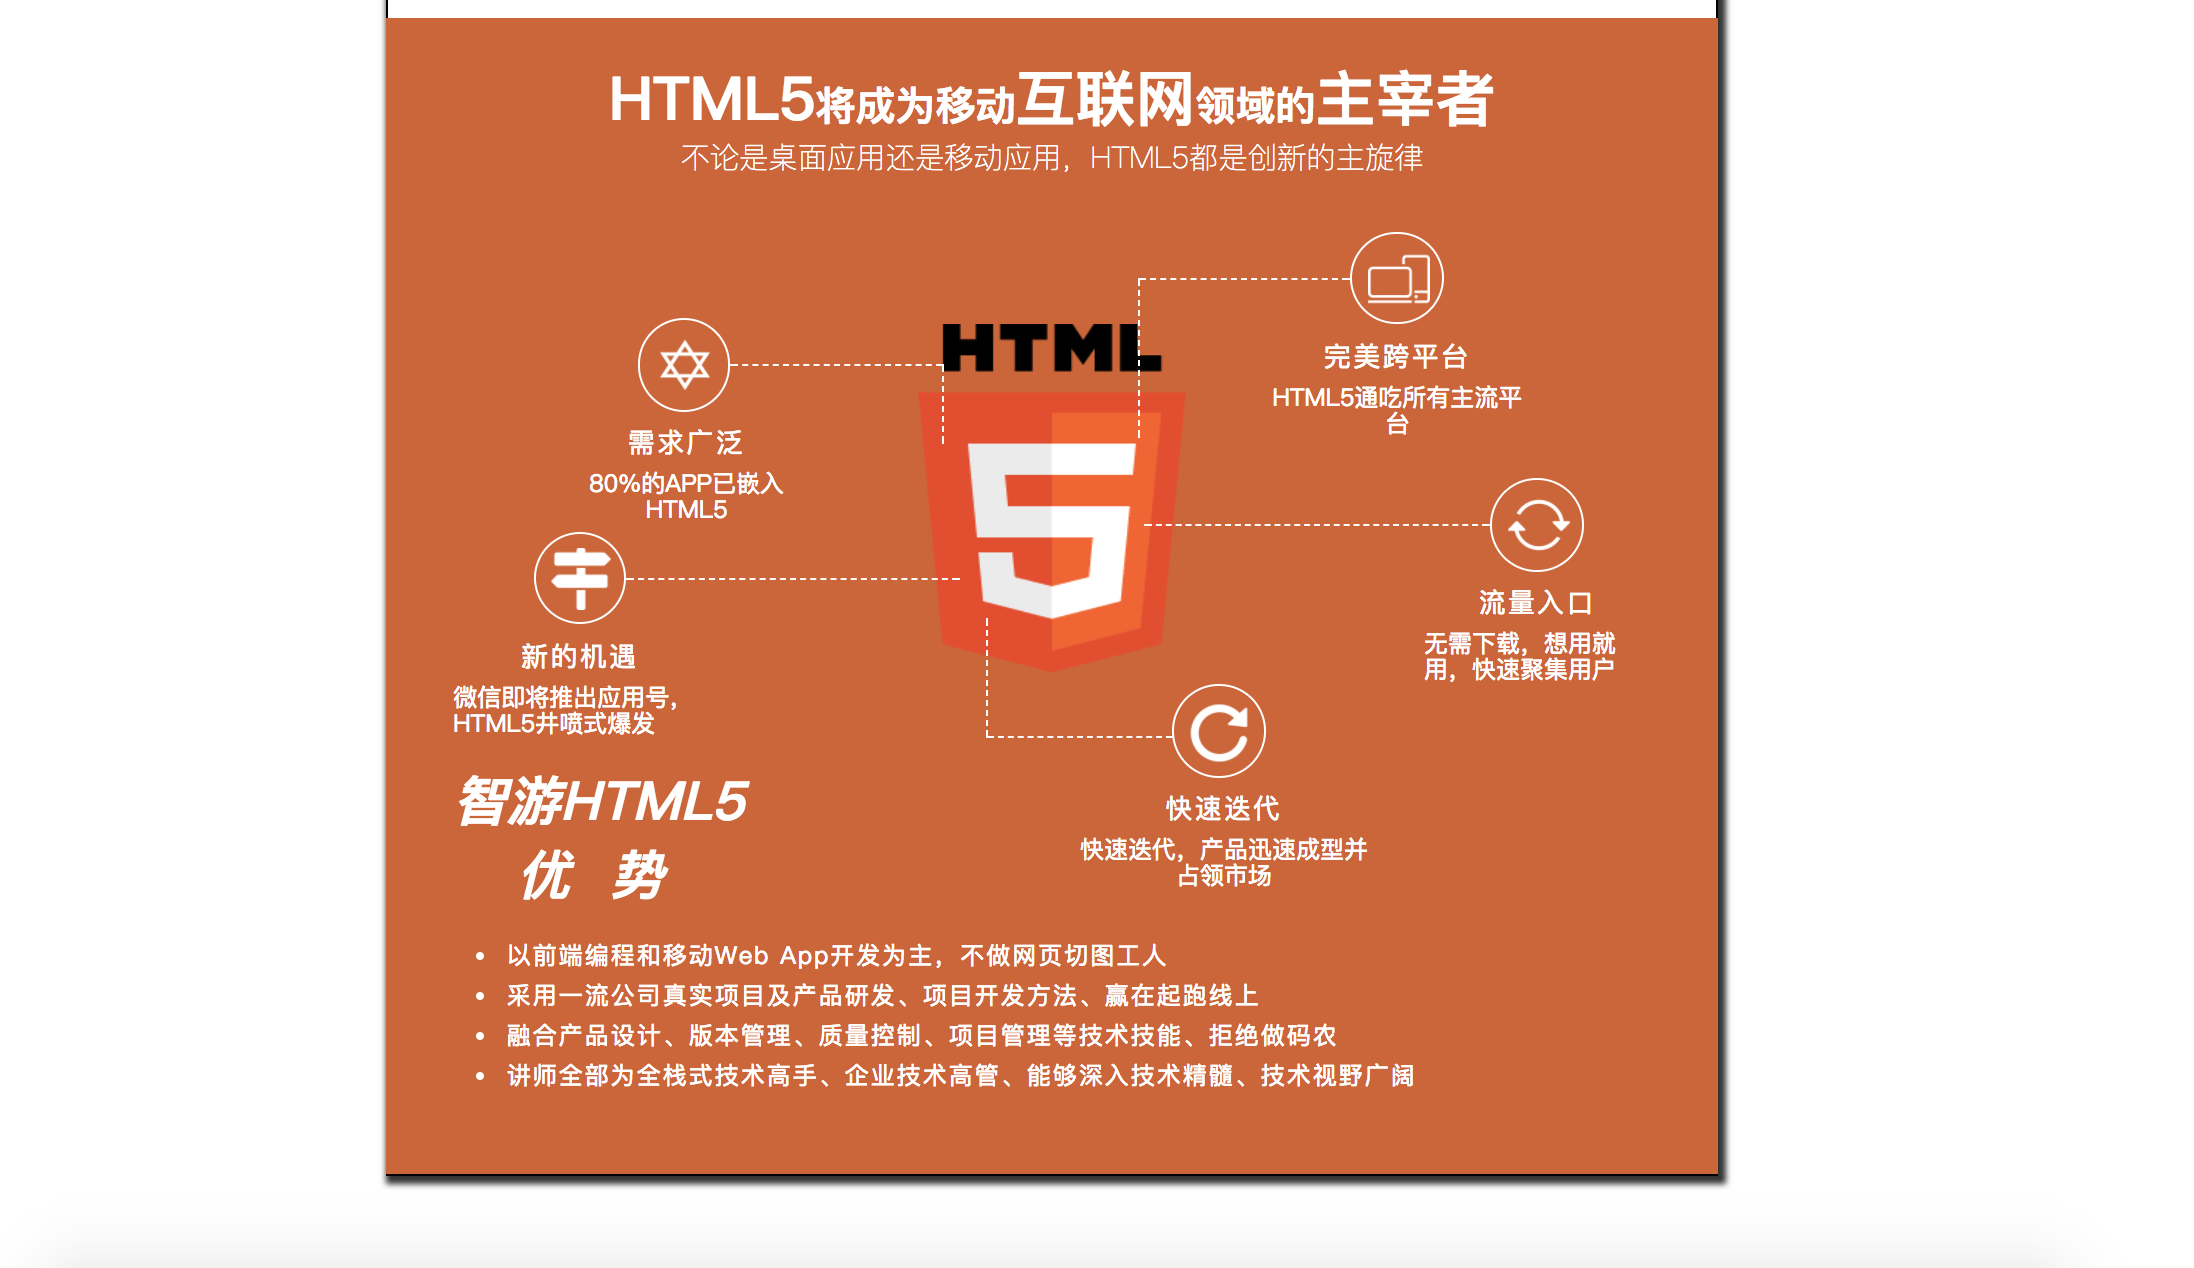 HTML5将成为移动互联网领域的主宰者
不论是桌面应用还是移动应用，HTML5都是创新的主旋律
HTML
5
完美跨平台
HTML5通吃所有主流平
台
需求广泛
80%的APP已嵌入
HTML5
流量入口
无需下载，想用就
用，快速聚集用户
新的机遇
微信即将推出应用号，
HTML5井喷式爆发
快速迭代
快速迭代，产品迅速成型并
占领市场
智游HTML5
优 势
• 以前端编程和移动Web App开发为主，不做网页切图工人
• 采用一流公司真实项目及产品研发、项目开发方法、赢在起跑线上
• 融合产品设计、版本管理、质量控制、项目管理等技术技能、拒绝做码农
• 讲师全部为全栈式技术高手、企业技术高管、能够深入技术精髓、技术视野广阔